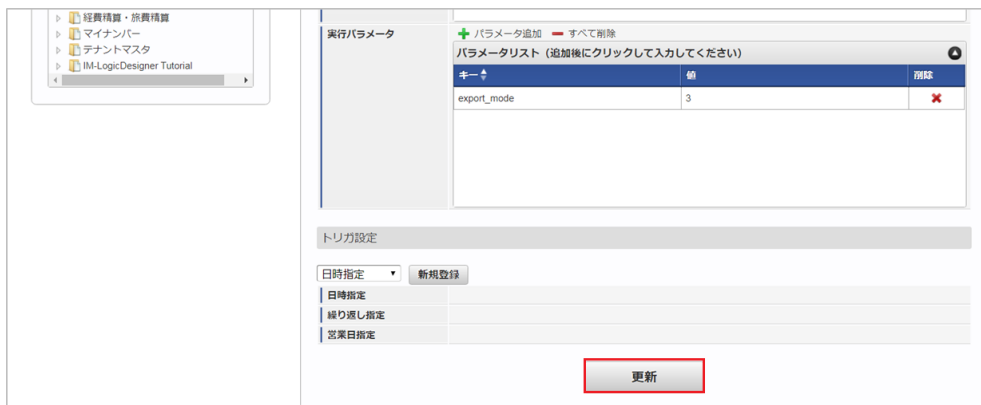 経費精算・旅費精算
マイナンバー
テナントマスタ
IM-LogicDesigner Tutorial
実行パラメータ
パラメータ追加 すべて削除
パラメータリスト（追加後にクリックして入力してください）
キー 値 削除
export_mode 3
トリガ設定
日時指定 新規登録
日時指定
繰り返し指定
営業日指定
更新